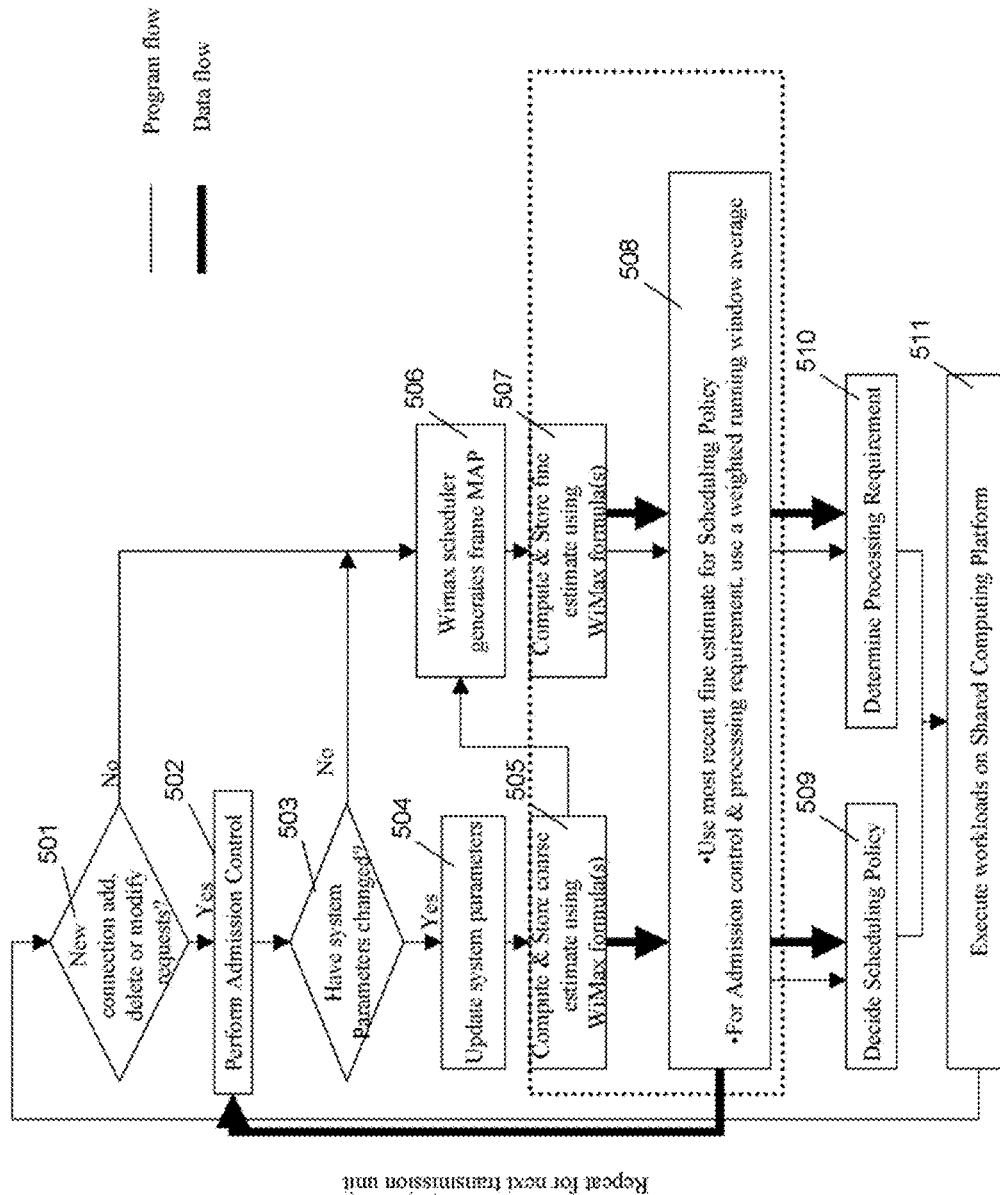 Program flow
Data flow
501
New
connection add,
delete or modify
requests?
No
Yes
502
Perform Admission Control
503
Have system
Parameters changed?
No
Yes
504
Update system parameters
505
Compute & Store coarse
estimate using
WiMax formula(s)
506
Wimax scheduler
generates frame MAP
507
Compute & Store fine
estimate using
WiMax formula(s)
508
•Use most recent fine estimate for Scheduling Policy
•For Admission control & processing requirement, use a weighted running window average
509
Decide Scheduling Policy
510
Determine Processing Requirement
511
Execute workloads on Shared Computing Platform
Repeat for next transmission
unit